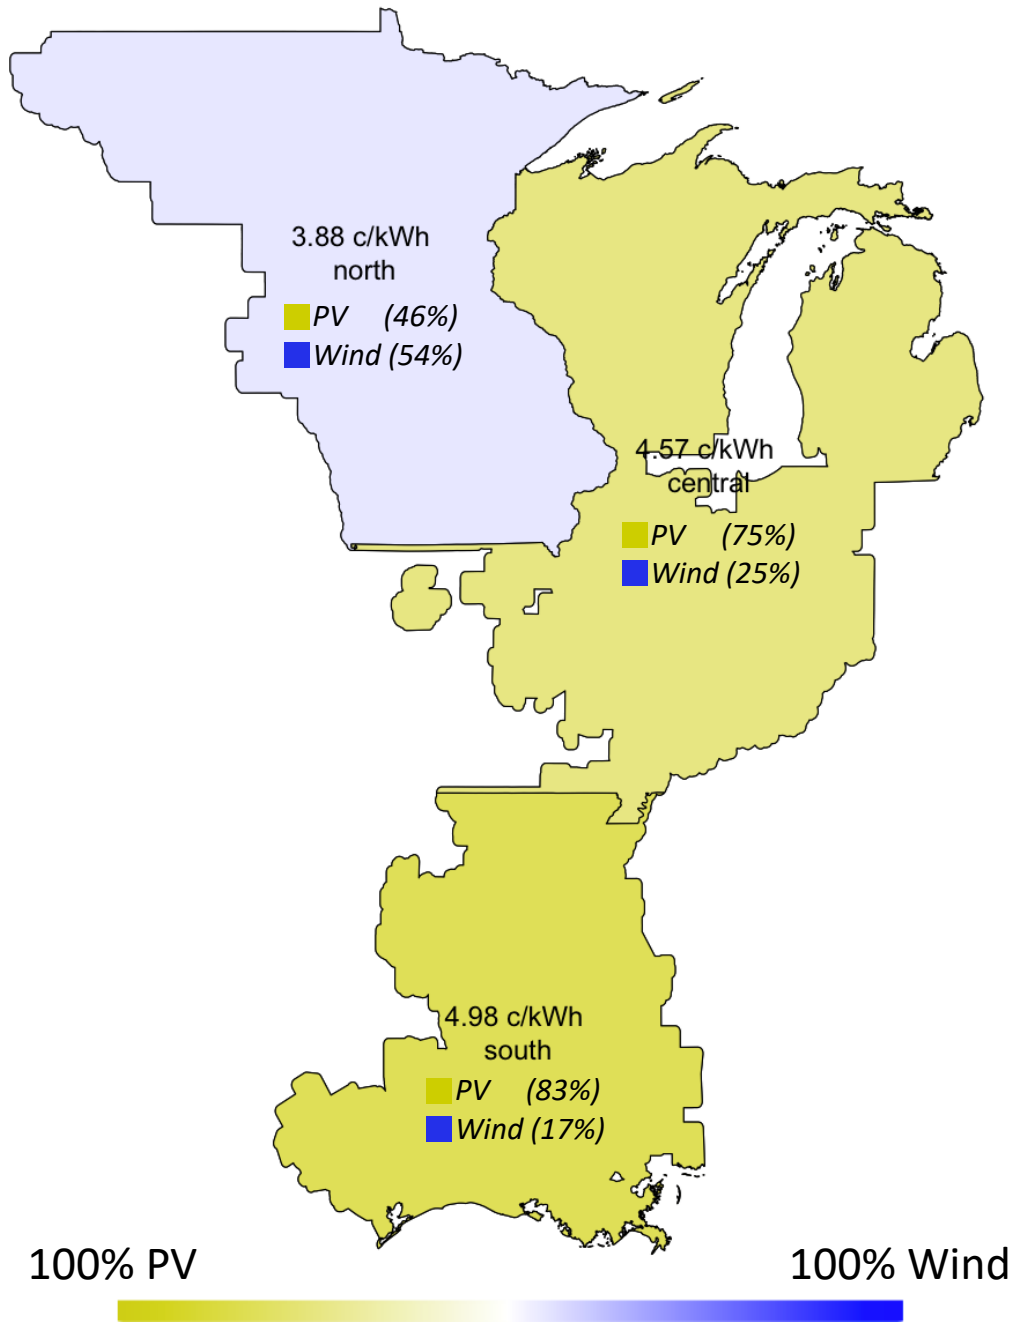 3.88 c/kWh
north
PV (46%)
Wind (54%)
4.57 c/kWh
central
PV (75%)
Wind (25%)
4.98 c/kWh
south
PV (83%)
Wind (17%)
100% PV
100% Wind